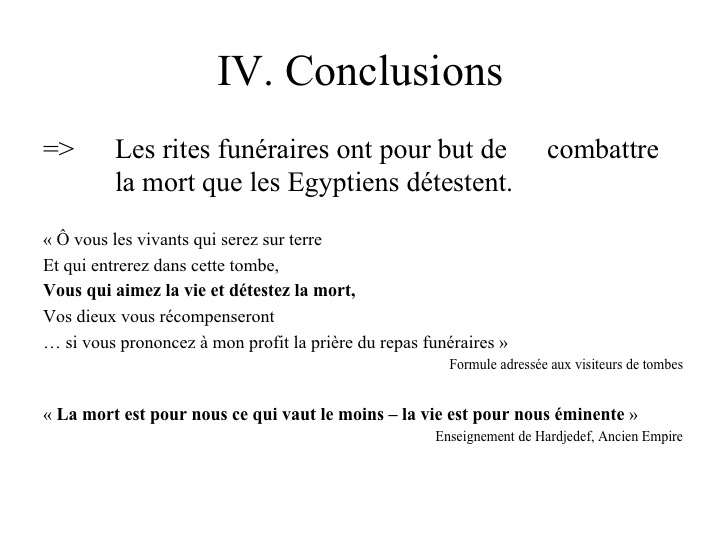 IV. Conclusions
=> Les rites funéraires ont pour but de combattre
la mort que les Egyptiens détestent.
« Ô vous les vivants qui serez sur terre
Et qui entrerez dans cette tombe,
Vous qui aimez la vie et détestez la mort,
Vos dieux vous récompenseront
… si vous prononcez à mon profit la prière du repas funéraires »
Formule adressée aux visiteurs de tombes
« La mort est pour nous ce qui vaut le moins – la vie est pour nous éminente »
Enseignement de Hardjedef, Ancien Empire